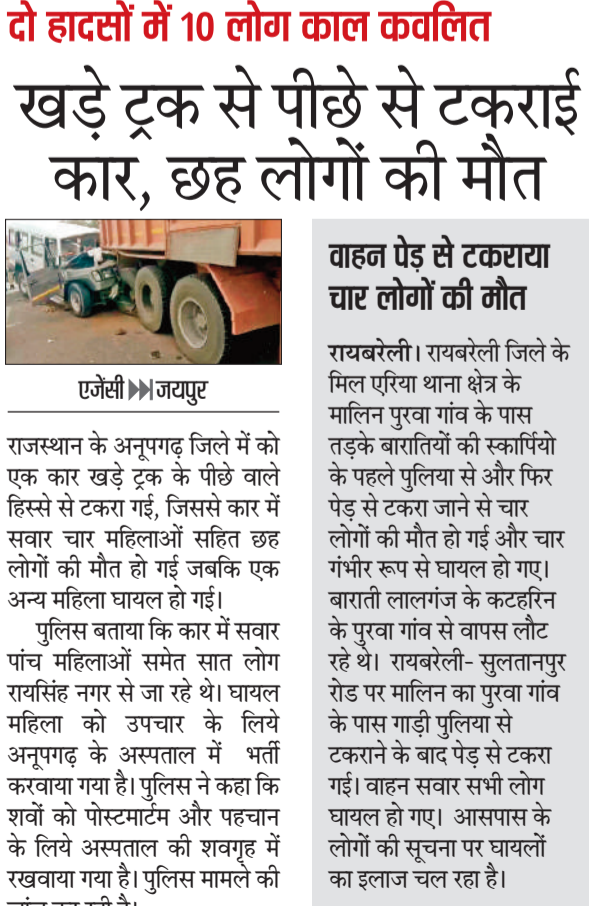 दो हादसों में 10 लोग काल कवलित
खड़े ट्रक से पीछे से टकराई
कार, छह लोगों की मौत
एजेंसी जयपुर
राजस्थान के अनूपगढ़ जिले में को
एक कार खड़े ट्रक के पीछे वाले
हिस्से से टकरा गई, जिससे कार में
सवार चार महिलाओं सहित छह
लोगों की मौत हो गई जबकि एक
अन्य महिला घायल हो गई।
पुलिस बताया कि कार में सवार
पांच महिलाओं समेत सात लोग
रायसिंह नगर से जा रहे थे। घायल
महिला को उपचार के लिये
अनूपगढ़ के अस्पताल में भर्ती
करवाया गया है। पुलिस ने कहा कि
शवों को पोस्टमार्टम और पहचान
के लिये अस्पताल की शवगृह में
रखवाया गया है। पुलिस मामले की
वाहन पेड़ से टकराया
चार लोगों की मौत
रायबरेली। रायबरेली जिले के
मिल एरिया थाना क्षेत्र के
मालिन पुरवा गांव के पास
तड़के बारातियों की स्कार्पियो
के पहले पुलिया से और फिर
पेड़ से टकरा जाने से चार
लोगों की मौत हो गई और चार
गंभीर रूप से घायल हो गए।
बाराती लालगंज के कटहरिन
के पुरवा गांव से वापस लौट
रहे थे। रायबरेली- सुलतानपुर
रोड पर मालिन का पुरवा गांव
के पास गाड़ी पुलिया से
टकराने के बाद पेड़ से टकरा
गई। वाहन सवार सभी लोग
घायल हो गए। आसपास के
लोगों की सूचना पर घायलों
का इलाज चल रहा है।